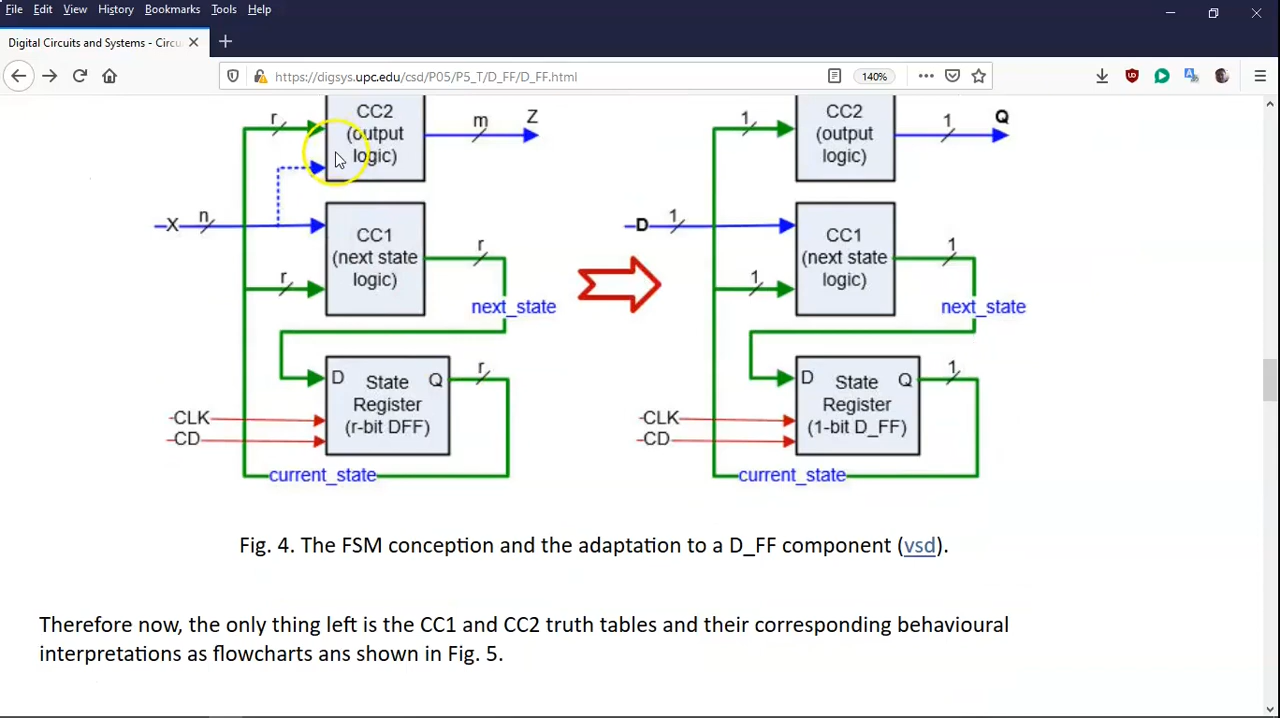 File Edit View History Bookmarks Tools Help
Digital Circuits and Systems - Circu
https://digsys.upc.edu/csd/P05/P5_T/D_FF/D_FF.html
140%
CC2
(output
logic)
r
m
Z
X
n
CC1
(next state
logic)
r
r
next_state
D
State
Register
(r-bit DFF)
Q
r
CLK
CD
current_state
CC2
(output
logic)
1
1
Q
D
1
CC1
(next state
logic)
1
1
next_state
D
State
Register
(1-bit D_FF)
Q
1
CLK
CD
current_state
Fig. 4. The FSM conception and the adaptation to a D_FF component (vsd).
Therefore now, the only thing left is the CC1 and CC2 truth tables and their corresponding behavioural
interpretations as flowcharts ans shown in Fig. 5.